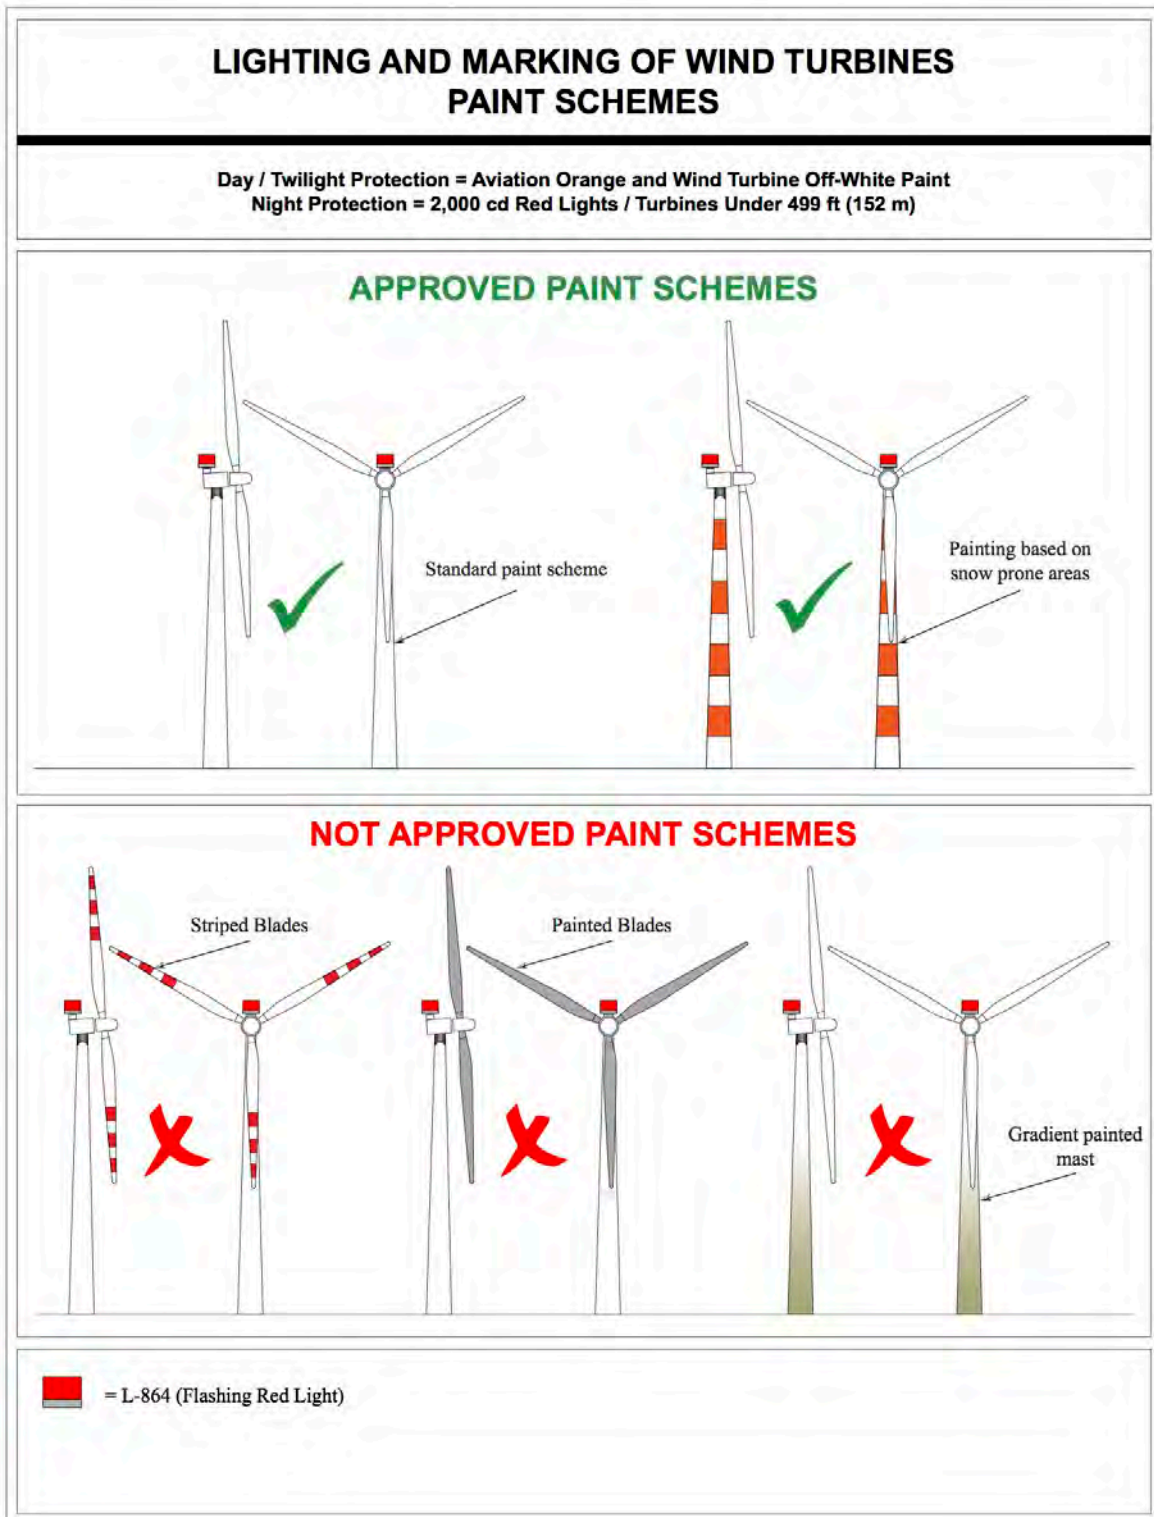 LIGHTING AND MARKING OF WIND TURBINES
PAINT SCHEMES
Day / Twilight Protection = Aviation Orange and Wind Turbine Off-White Paint
Night Protection = 2,000 cd Red Lights / Turbines Under 499 ft (152 m)
APPROVED PAINT SCHEMES
Standard paint scheme
Painting based on
snow prone areas
NOT APPROVED PAINT SCHEMES
Striped Blades
Painted Blades
Gradient painted
mast
= L-864 (Flashing Red Light)